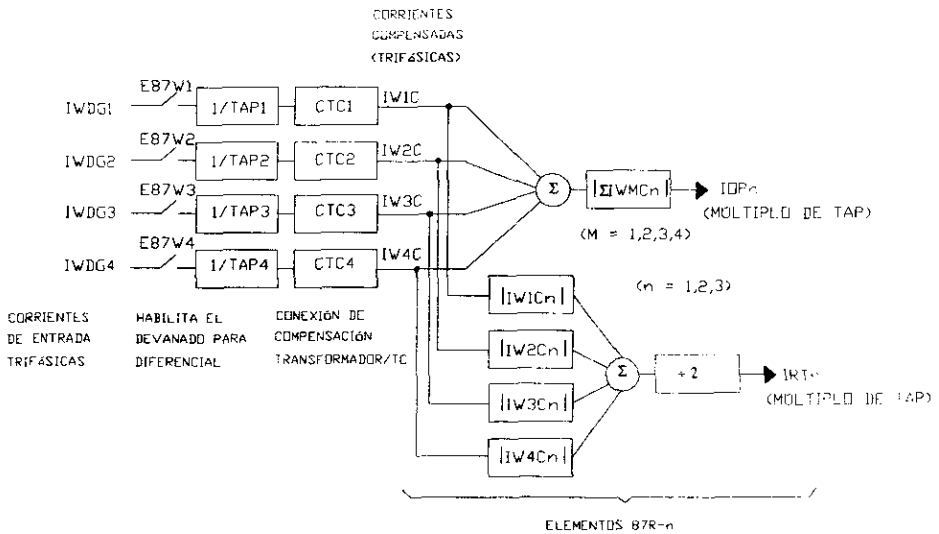 CORRIENTES
COMPENSADAS
(TRIFáSICAS)
IWDG1
E87W1
1/TAP1
CTC1
IW1C
IWDG2
E87W2
1/TAP2
CTC2
IW2C
IWDG3
E87W3
1/TAP3
CTC3
IW3C
IWDG4
E87W4
1/TAP4
CTC4
IW4C
Σ
|ΣIWMCn|
IOPn
(MULTIPLO DE TAP)
(M = 1,2,3,4)
(n = 1,2,3)
CORRIENTES
DE ENTRADA
TRIFáSICAS
HABILITA EL
DEVANADO PARA
DIFERENCIAL
CONEXIóN DE
COMPENSACIóN
TRANSFORMADOR/TC
|IW1Cn|
|IW2Cn|
|IW3Cn|
|IW4Cn|
Σ
÷2
IRTn
(MULTIPLO DE TAP)
ELEMENTOS 87R-n